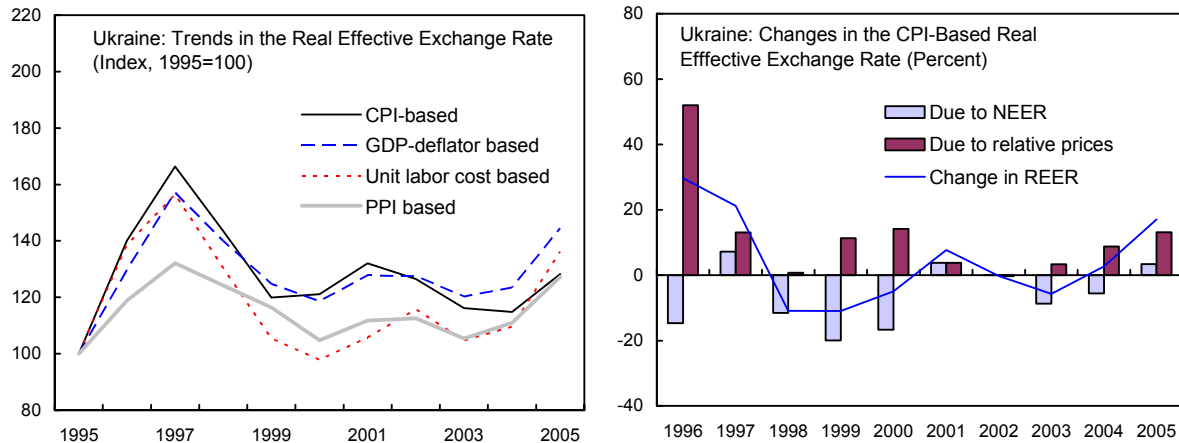 Ukraine: Trends in the Real Effective Exchange Rate
(Index, 1995=100)
220
200
180
160
140
120
100
80
CPI-based
GDP-deflator based
Unit labor cost based
PPI based
1995 1997 1999 2001 2003 2005
Ukraine: Changes in the CPI-Based Real
Efffective Exchange Rate (Percent)
80
60
40
20
0
-20
-40
Due to NEER
Due to relative prices
Change in REER
1996 1997 1998 1999 2000 2001 2002 2003 2004 2005